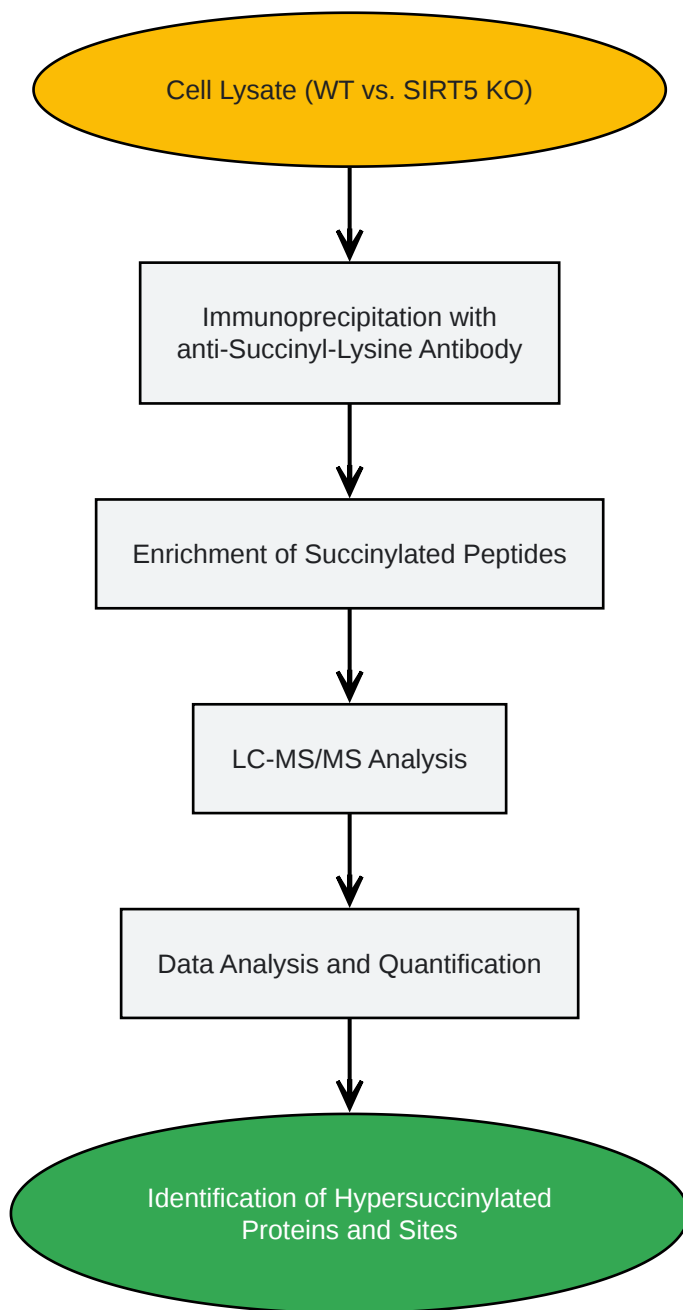 Cell Lysate (WT vs. SIRT5 KO)
Immunoprecipitation with
anti-Succinyl-Lysine Antibody
Enrichment of Succinylated Peptides
LC-MS/MS Analysis
Data Analysis and Quantification
Identification of Hypersuccinylated
Proteins and Sites